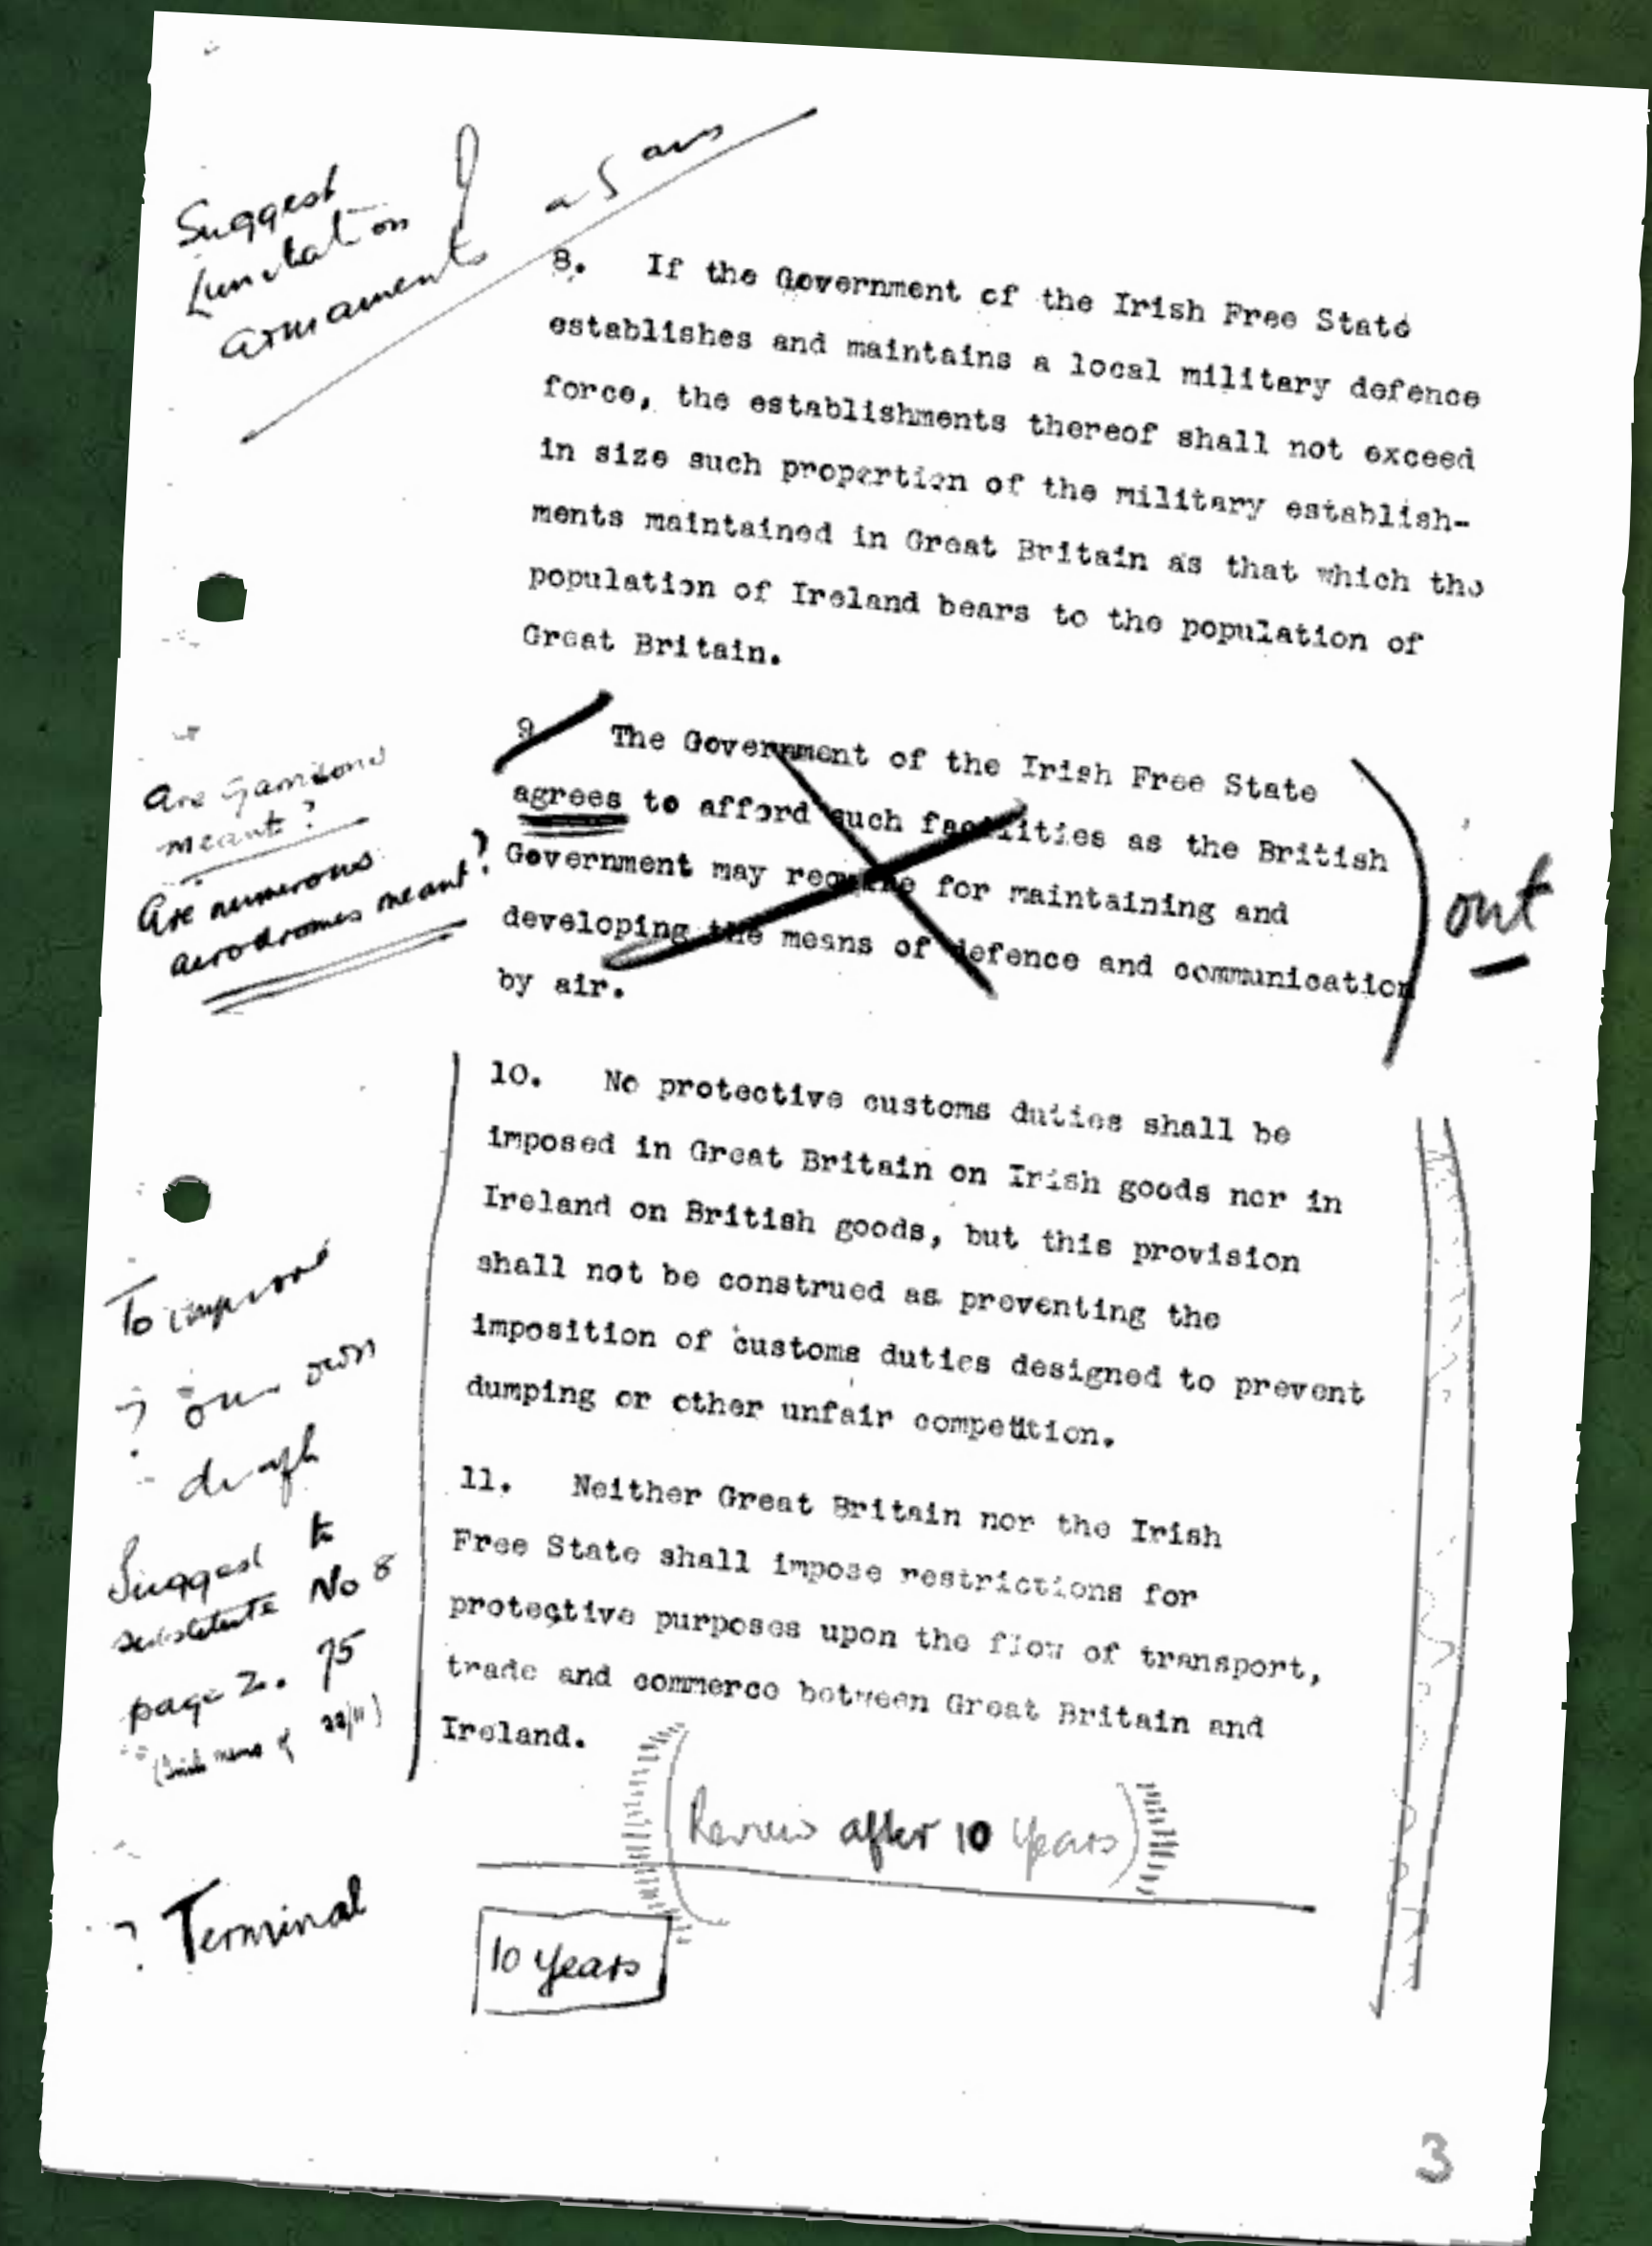 Suggest
Limitation of
armaments
as an
8. If the Government of the Irish Free State
establishes and maintains a local military defence
force, the establishments thereof shall not exceed
in size such proportion of the military establish-
ments maintained in Great Britain as that which the
population of Ireland bears to the population of
Great Britain.
Are garrisons
meant?
Are numerous
aerodromes meant?
9 The Government of the Irish Free State
agrees to afford such facilities as the British
Government may require for maintaining and
developing the means of defence and communication
by air.
out
10. No protective customs duties shall be
imposed in Great Britain on Irish goods nor in
Ireland on British goods, but this provision
shall not be construed as preventing the
imposition of customs duties designed to prevent
dumping or other unfair competition.
To improve
? our own
draft
Suggest to
substitute No 8
page 2.
memo of 22/11)
11. Neither Great Britain nor the Irish
Free State shall impose restrictions for
protective purposes upon the flow of transport,
trade and commerce between Great Britain and
Ireland.
(Review after 10 years)
? Terminal
10 years
3